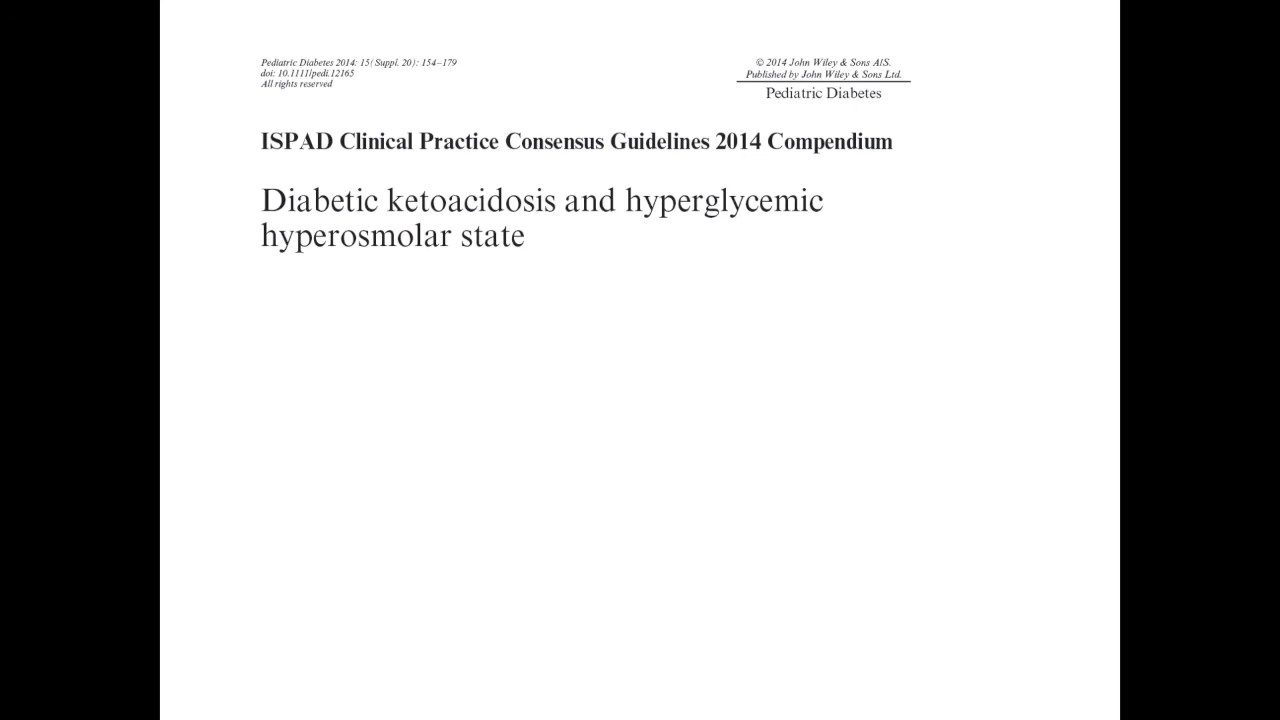 Pediatric Diabetes 2014: 15(Suppl. 20): 154–179
doi: 10.1111/pedi.12165
All rights reserved
© 2014 John Wiley & Sons A/S.
Published by John Wiley & Sons Ltd.
Pediatric Diabetes
ISPAD Clinical Practice Consensus Guidelines 2014 Compendium
Diabetic ketoacidosis and hyperglycemic
hyperosmolar state